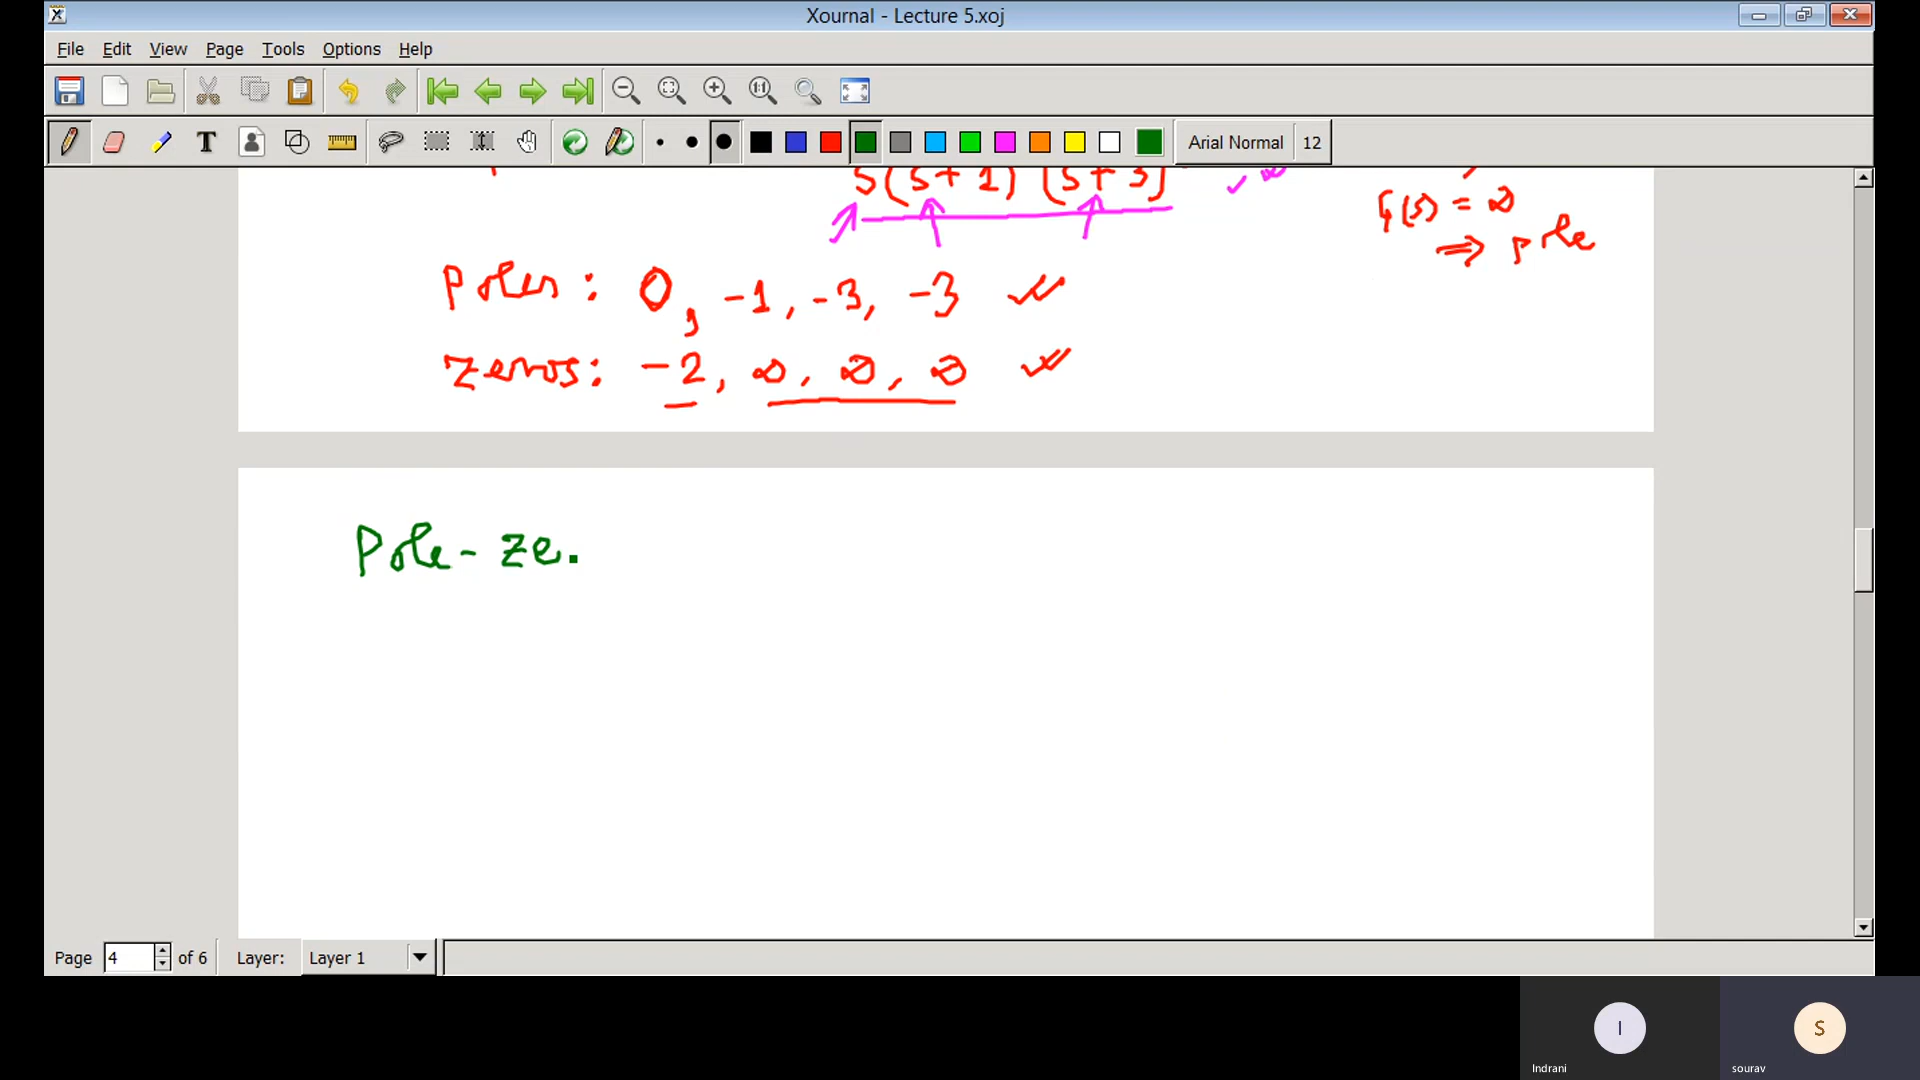 Xournal - Lecture 5.xoj
File Edit View Page Tools Options Help
Arial Normal 12
S(S+1) (S+3)
G(s) = ∞
⇒ pole
Poles: 0, -1, -3, -3
Zeros: -2, ∞, ∞, ∞
Pole - ze
Page 4 of 6 Layer: Layer 1
I S
Indrani sourav